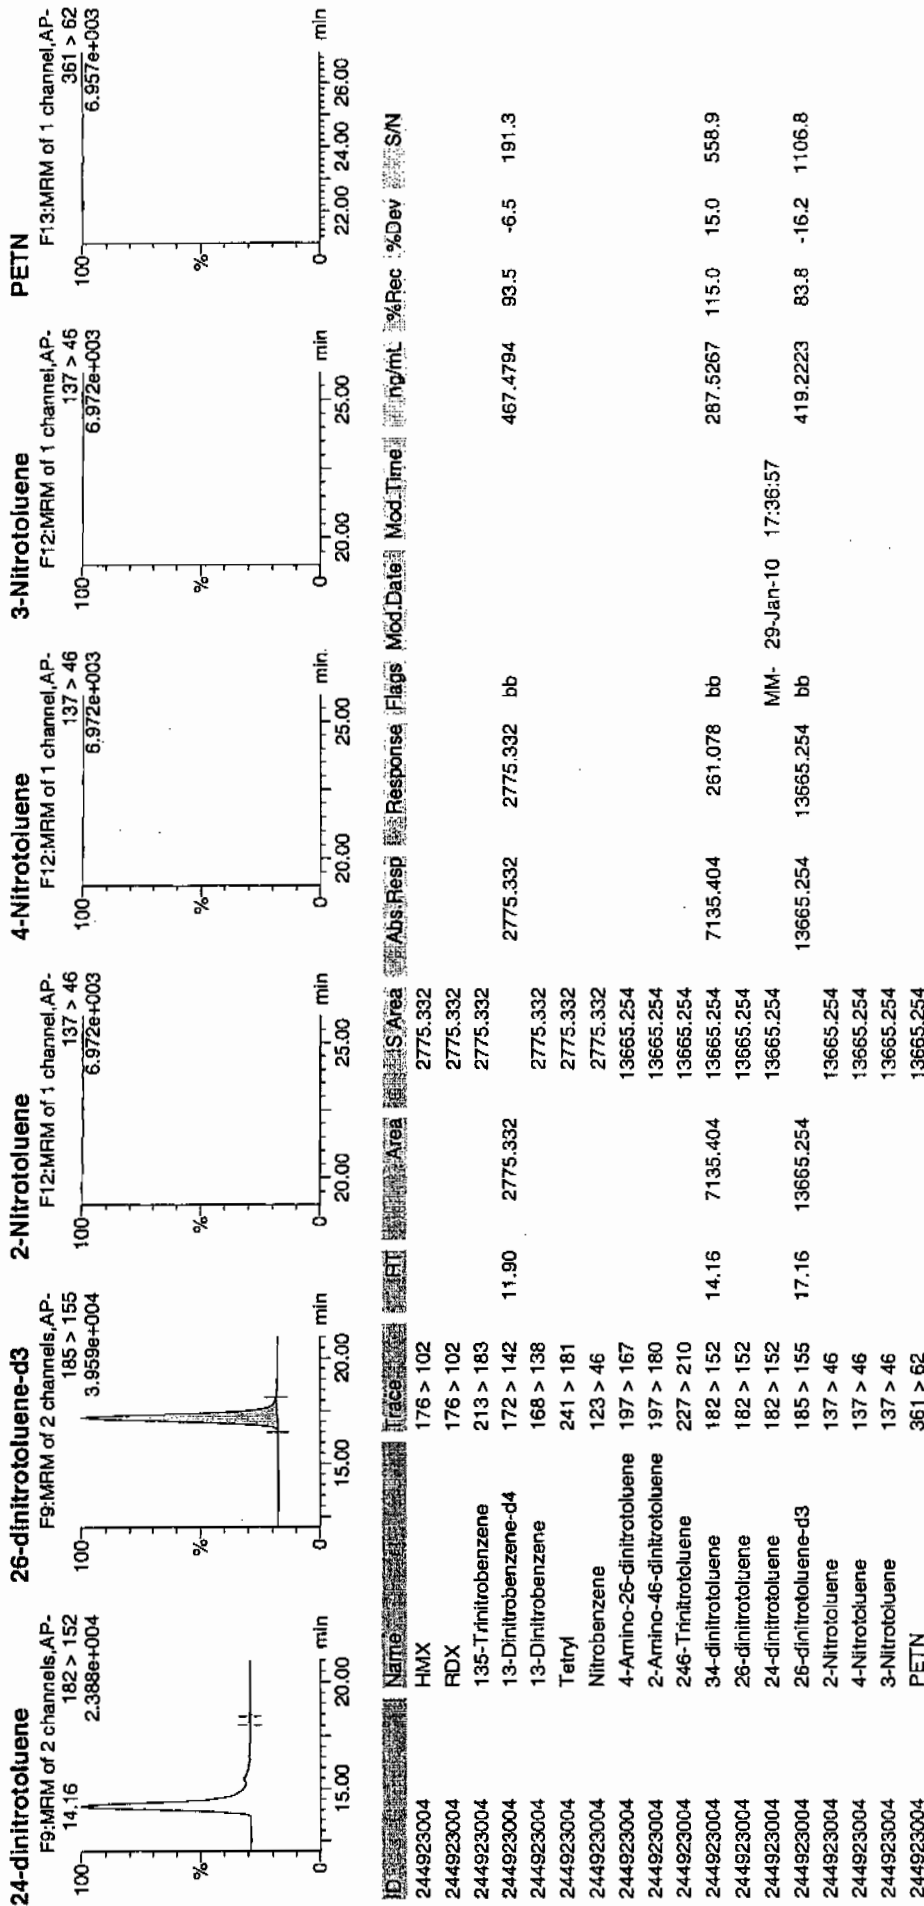 24-dinitrotoluene
F9:MRM of 2 channels,AP-
182 > 152
2.388e+004
14.16
100
%
0
15.00
20.00
min
26-dinitrotoluene-d3
F9:MRM of 2 channels,AP-
185 > 155
3.959e+004
100
%
0
15.00
20.00
min
2-Nitrotoluene
F12:MRM of 1 channel,AP-
137 > 46
6.972e+003
100
%
0
20.00
25.00
min
4-Nitrotoluene
F12:MRM of 1 channel,AP-
137 > 46
6.972e+003
100
%
0
20.00
25.00
min
3-Nitrotoluene
F12:MRM of 1 channel,AP-
137 > 46
6.972e+003
100
%
0
20.00
25.00
min
PETN
F13:MRM of 1 channel,AP-
361 > 62
6.957e+003
100
%
0
22.00
24.00
26.00
min
ID Name Trace RT Area IS Area Abs.Resp Response Flags Mod.Date Mod.Time ng/mL %Rec %Dev S/N
244923004 HMX 176 > 102 2775.332
244923004 RDX 176 > 102 2775.332
244923004 135-Trinitrobenzene 213 > 183 2775.332
244923004 13-Dinitrobenzene-d4 172 > 142 11.90 2775.332 2775.332 2775.332 bb 467.4794 93.5 -6.5 191.3
244923004 13-Dinitrobenzene 168 > 138 2775.332
244923004 Tetryl 241 > 181 2775.332
244923004 Nitrobenzene 123 > 46 2775.332
244923004 4-Amino-26-dinitrotoluene 197 > 167 13665.254
244923004 2-Amino-46-dinitrotoluene 197 > 180 13665.254
244923004 246-Trinitrotoluene 227 > 210 13665.254
244923004 34-dinitrotoluene 182 > 152 14.16 7135.404 13665.254 7135.404 261.078 bb 287.5267 115.0 15.0 558.9
244923004 26-dinitrotoluene 182 > 152 13665.254
244923004 24-dinitrotoluene 182 > 152 13665.254 MM- 29-Jan-10 17:36:57
244923004 26-dinitrotoluene-d3 185 > 155 17.16 13665.254 13665.254 13665.254 bb 419.2223 83.8 -16.2 1106.8
244923004 2-Nitrotoluene 137 > 46 13665.254
244923004 4-Nitrotoluene 137 > 46 13665.254
244923004 3-Nitrotoluene 137 > 46 13665.254
244923004 PETN 361 > 62 13665.254